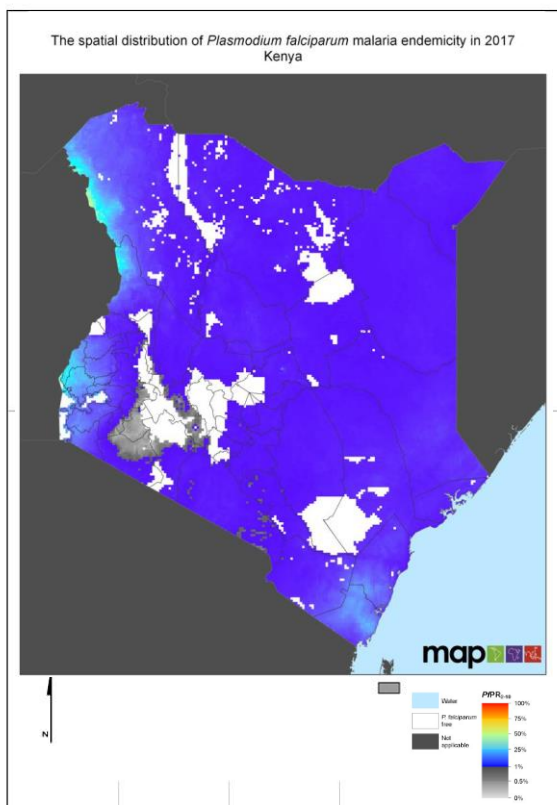 The spatial distribution of Plasmodium falciparum malaria endemicity in 2017
Kenya
map
N
Water
P. falciparum
free
Not
applicable
PfPR2-10
100%
75%
50%
25%
1%
0.5%
0%